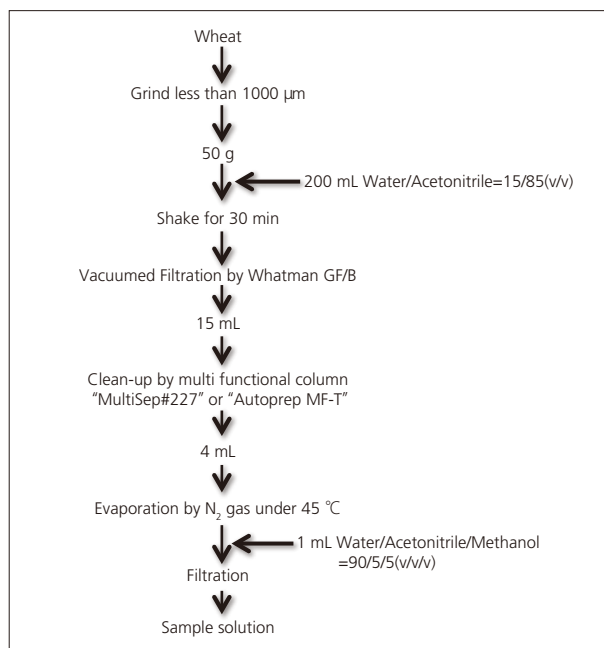 Wheat
Grind less than 1000 μm
50 g
200 mL Water/Acetonitrile=15/85(v/v)
Shake for 30 min
Vacuumed Filtration by Whatman GF/B
15 mL
Clean-up by multi functional column
“MultiSep#227” or “Autoprep MF-T”
4 mL
Evaporation by N₂ gas under 45 ℃
1 mL Water/Acetonitrile/Methanol
=90/5/5(v/v/v)
Filtration
Sample solution